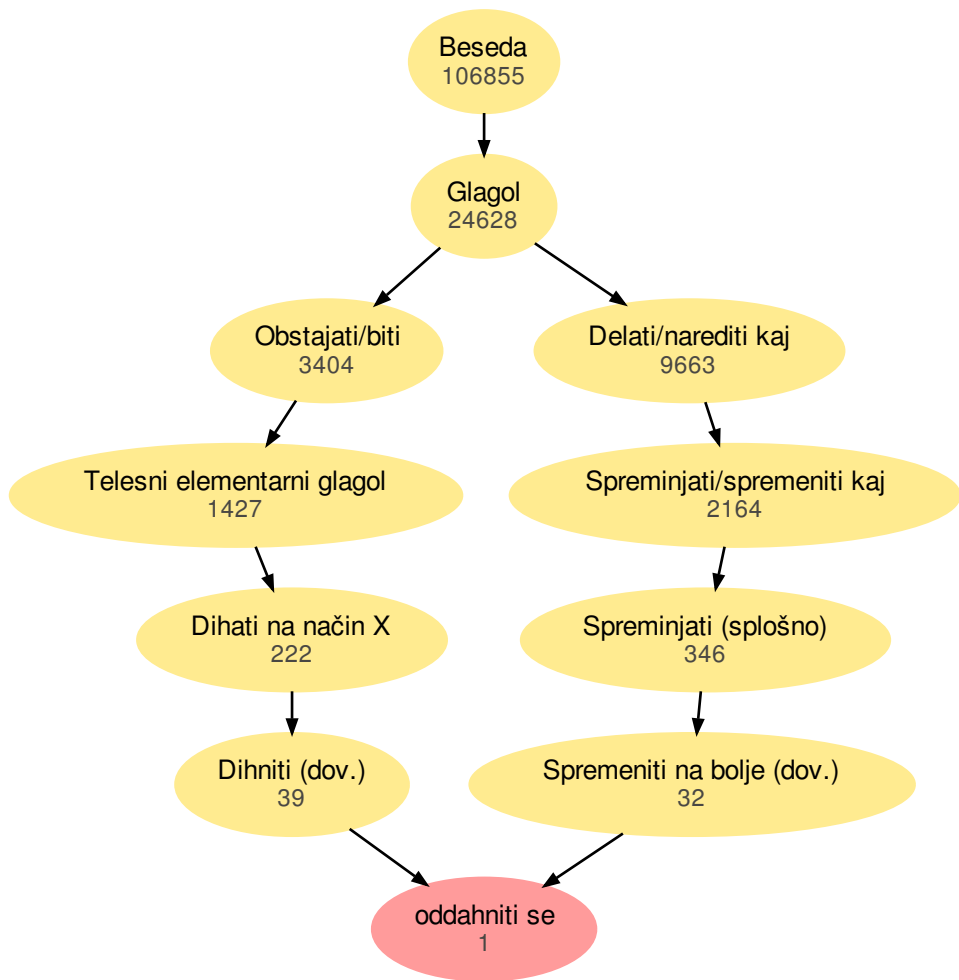 Beseda
106855
Glagol
24628
Obstajati/biti
3404
Delati/narediti kaj
9663
Telesni elementarni glagol
1427
Spreminjati/spremeniti kaj
2164
Dihati na način X
222
Spreminjati (splošno)
346
Dihniti (dov.)
39
Spremeniti na bolje (dov.)
32
oddahniti se
1